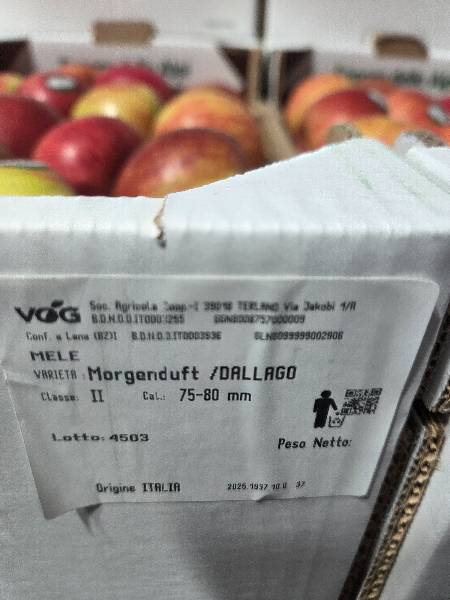 VOG Soc. Agricola Coop.-I 39018 TERLANO Via Jakobi 1/A
Conf. a Lana (BZ)I B.D.N.D.IT0003536
MELE
VARIETA : Morgenduft /DALLAGO
Classe: II Cal.: 75-80 mm
Lotto: 4503
Peso Netto:
Origine ITALIA